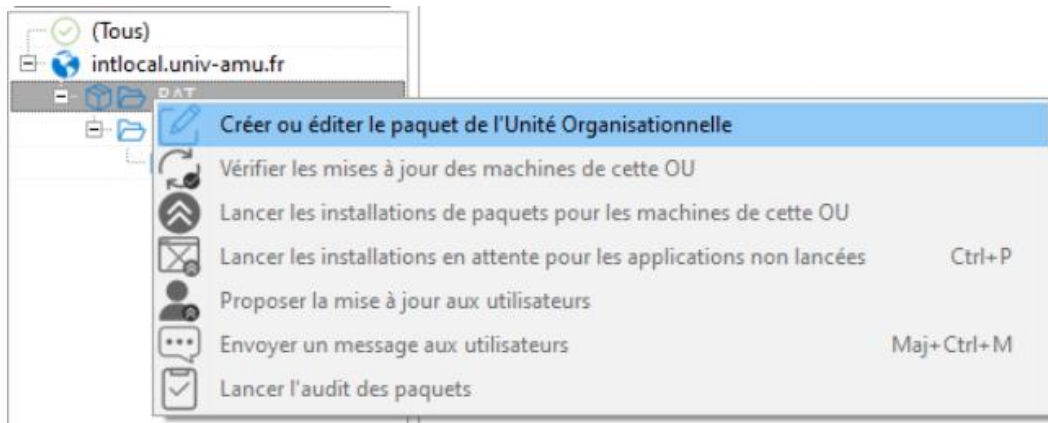 (Tous)
intlocal.univ-amu.fr
Créer ou éditer le paquet de l'Unité Organisationnelle
Vérifier les mises à jour des machines de cette OU
Lancer les installations de paquets pour les machines de cette OU
Lancer les installations en attente pour les applications non lancées Ctrl+P
Proposer la mise à jour aux utilisateurs
Envoyer un message aux utilisateurs Maj+Ctrl+M
Lancer l'audit des paquets